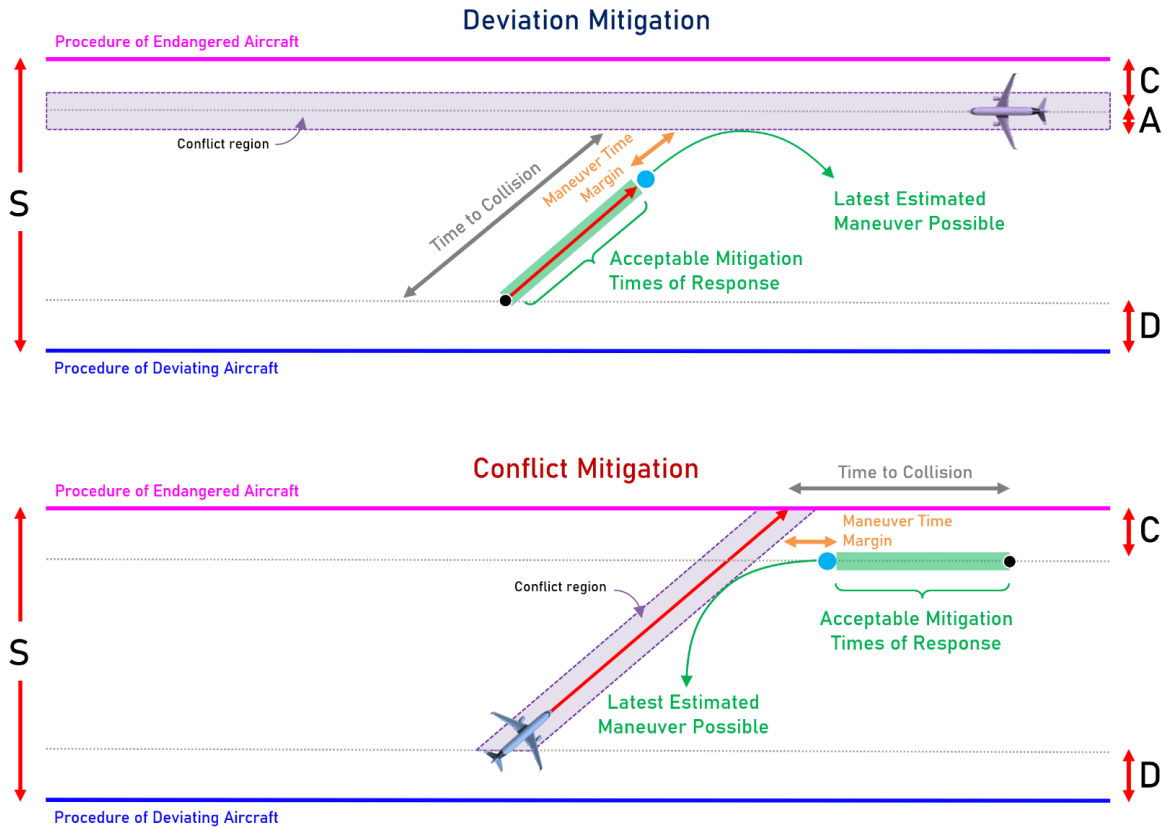 Deviation Mitigation
Procedure of Endangered Aircraft
C
A
Conflict region
S
Time to Collision
Maneuver Time
Margin
Latest Estimated
Maneuver Possible
Acceptable Mitigation
Times of Response
D
Procedure of Deviating Aircraft
Conflict Mitigation
Time to Collision
Procedure of Endangered Aircraft
C
Maneuver Time
Margin
Conflict region
Acceptable Mitigation
Times of Response
S
Latest Estimated
Maneuver Possible
D
Procedure of Deviating Aircraft